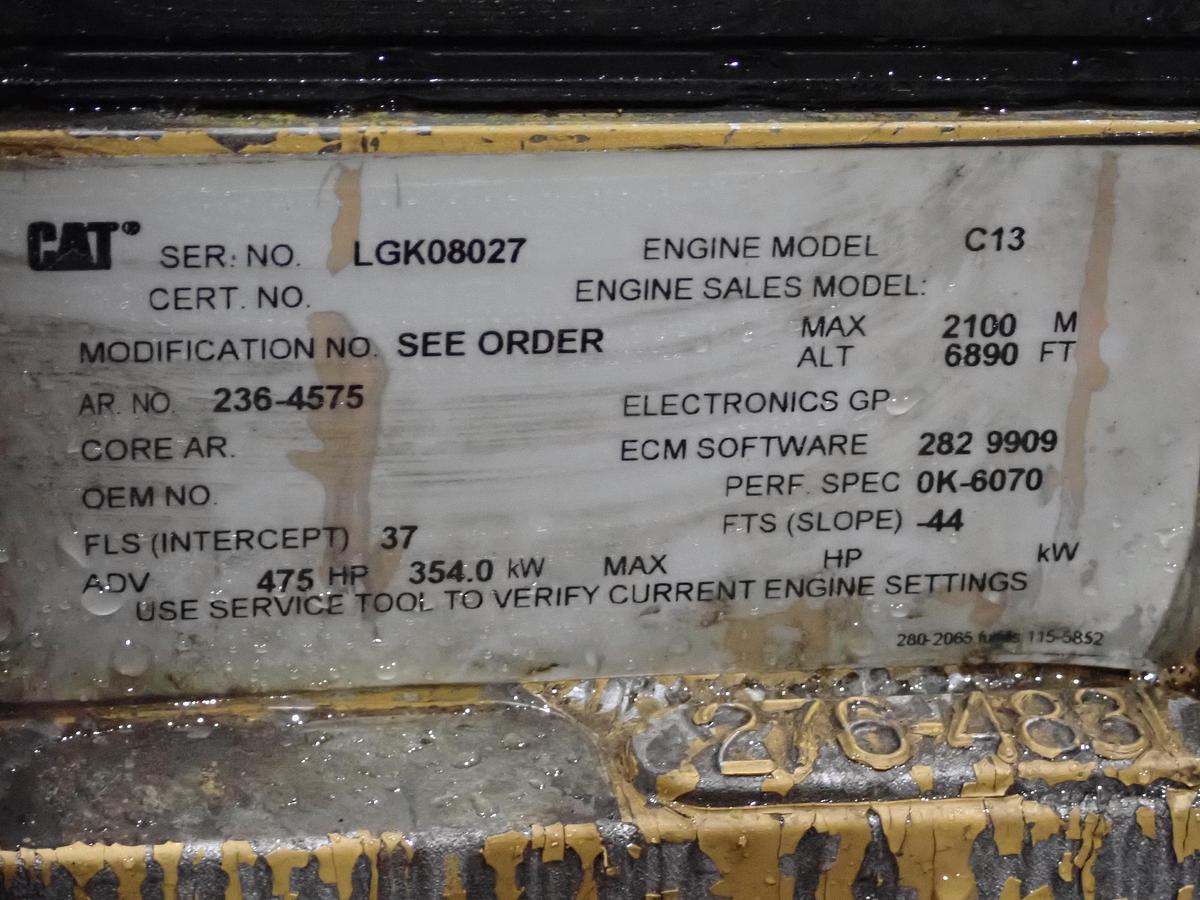 CAT® SER. NO. LGK08027 ENGINE MODEL C13
CERT. NO. ENGINE SALES MODEL:
MODIFICATION NO. SEE ORDER MAX 2100 M
ALT 6890 FT
AR. NO. 236-4575 ELECTRONICS GP
CORE AR. ECM SOFTWARE 282 9909
OEM NO. PERF. SPEC 0K-6070
FLS (INTERCEPT) 37 FTS (SLOPE) -44
ADV 475 HP 354.0 kW MAX HP kW
USE SERVICE TOOL TO VERIFY CURRENT ENGINE SETTINGS
280-2065 115-5852
276-483